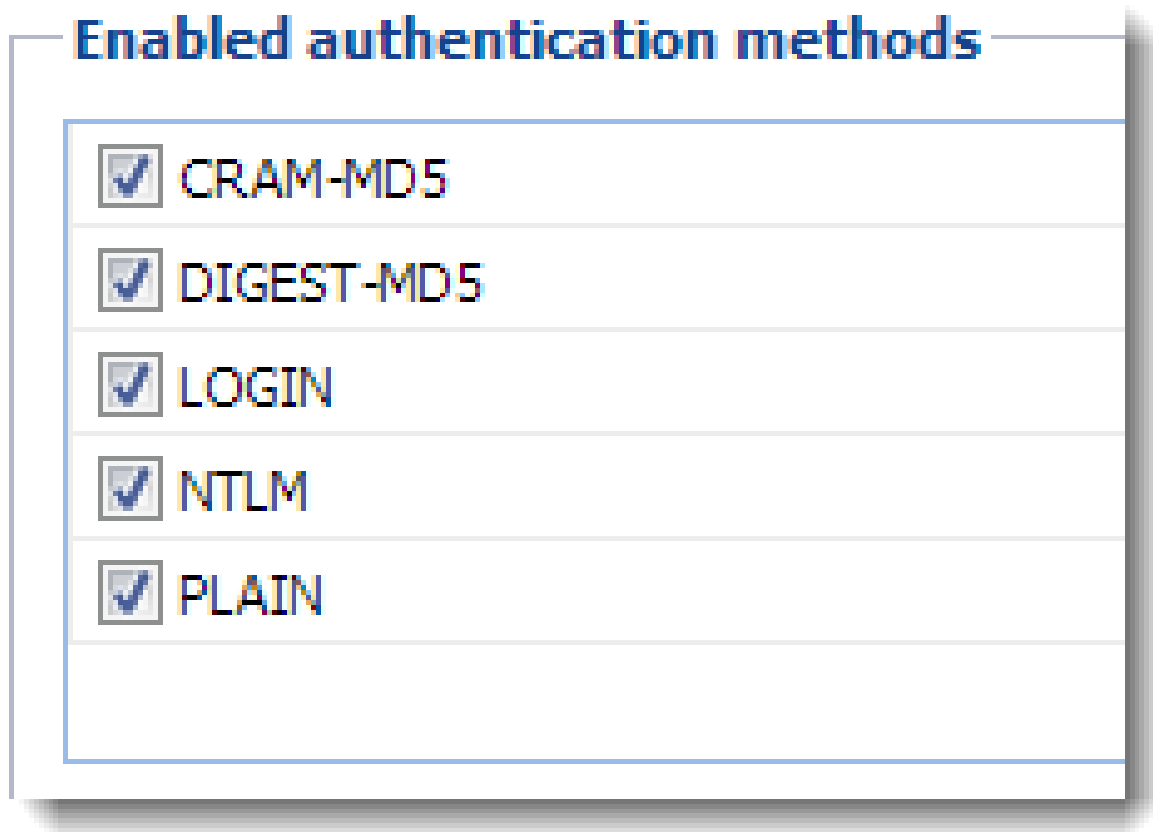 Enabled authentication methods
CRAM-MD5
DIGEST-MD5
LOGIN
NTLM
PLAIN